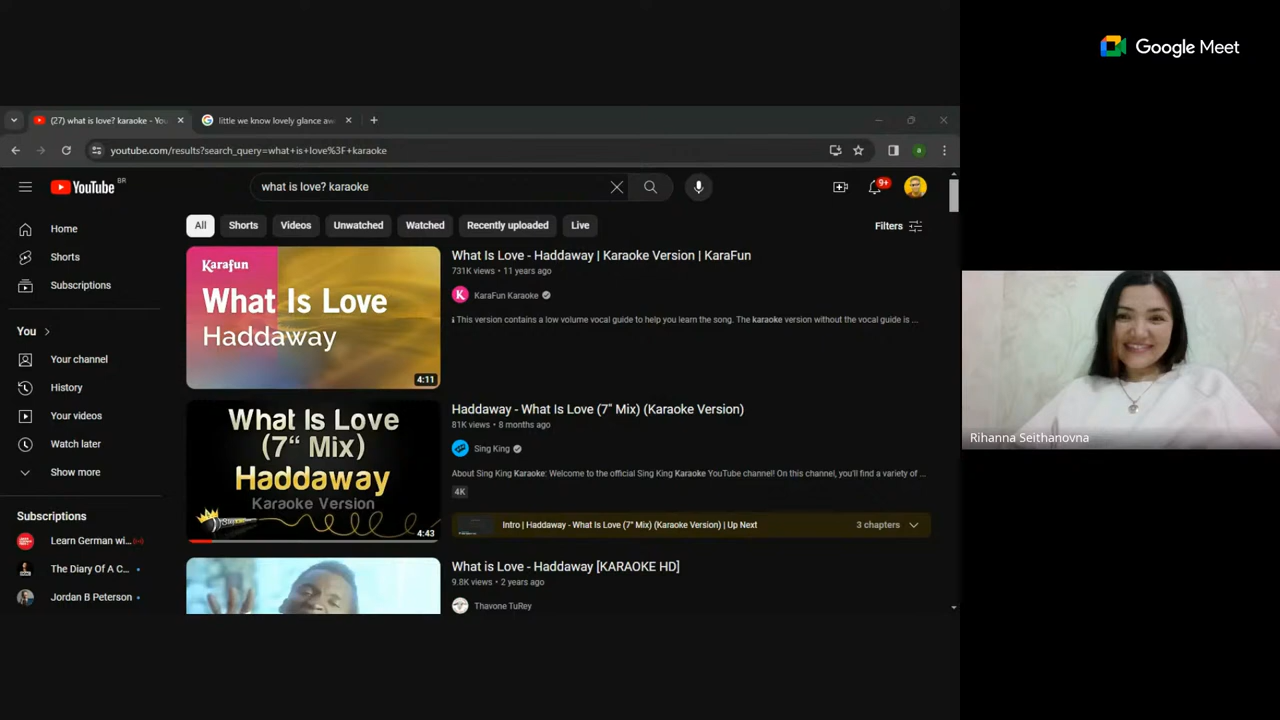 Google Meet
(27) what is love? karaoke - You
little we know lovely glance aw
youtube.com/results?search_query=what+is+love%3F+karaoke
a
YouTube BR
what is love? karaoke
9+
All
Shorts
Videos
Unwatched
Watched
Recently uploaded
Live
Filters
Home
Shorts
Subscriptions
You
Your channel
History
Your videos
Watch later
Show more
Subscriptions
Learn German wi...
The Diary Of A C...
Jordan B Peterson
Karafun
What Is Love
Haddaway
4:11
What Is Love - Haddaway | Karaoke Version | KaraFun
731K views • 11 years ago
K
KaraFun Karaoke
ℹ This version contains a low volume vocal guide to help you learn the song. The karaoke version without the vocal guide is ...
What Is Love
(7“ Mix)
Haddaway
Karaoke Version
4:43
Haddaway - What Is Love (7” Mix) (Karaoke Version)
81K views • 8 months ago
Sing King
About Sing King Karaoke: Welcome to the official Sing King Karaoke YouTube channel! On this channel, you'll find a variety of ...
4K
Intro | Haddaway - What Is Love (7" Mix) (Karaoke Version) | Up Next
3 chapters
What is Love - Haddaway [KARAOKE HD]
9.8K views • 2 years ago
Thavone TuRey
Rihanna Seithanovna